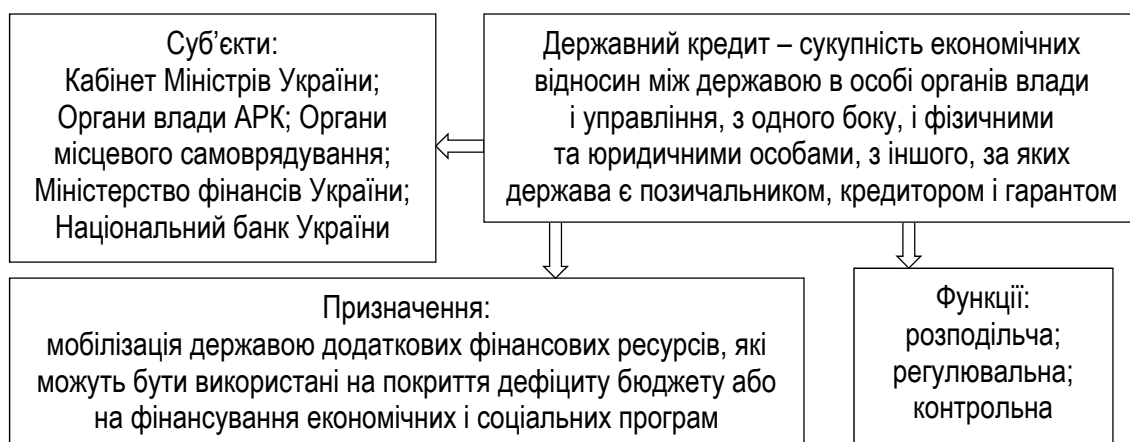 Суб’єкти:
Кабінет Міністрів України;
Органи влади АРК; Органи
місцевого самоврядування;
Міністерство фінансів України;
Національний банк України
Державний кредит – сукупність економічних
відносин між державою в особі органів влади
і управління, з одного боку, і фізичними
та юридичними особами, з іншого, за яких
держава є позичальником, кредитором і гарантом
Призначення:
мобілізація державою додаткових фінансових ресурсів, які
можуть бути використані на покриття дефіциту бюджету або
на фінансування економічних і соціальних програм
Функції:
розподільча;
регулювальна;
контрольна